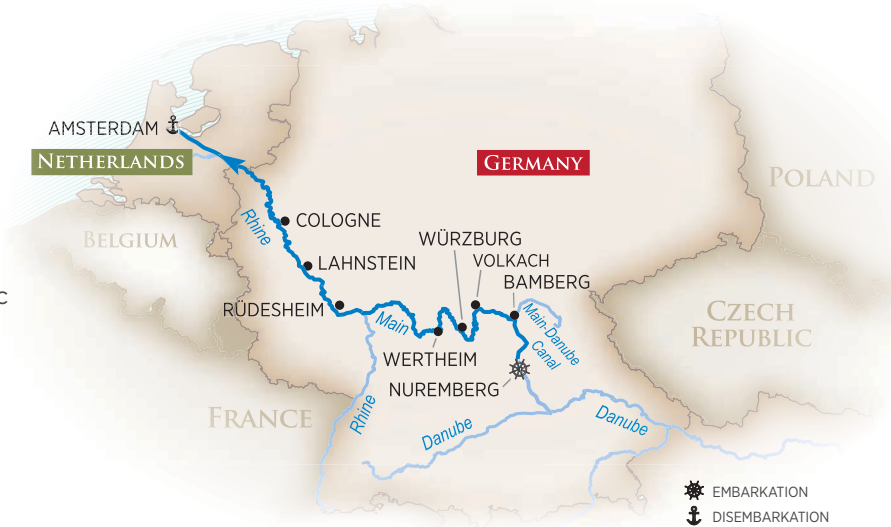 AMSTERDAM
NETHERLANDS
GERMANY
POLAND
BELGIUM
Rhine
COLOGNE
WÜRZBURG
VOLKACH
LAHNSTEIN
BAMBERG
C
RÜDESHEIM
Main
Main-Danube
Canal
CZECH
REPUBLIC
WERTHEIM
NUREMBERG
FRANCE
Rhine
Danube
Danube
EMBARKATION
DISEMBARKATION